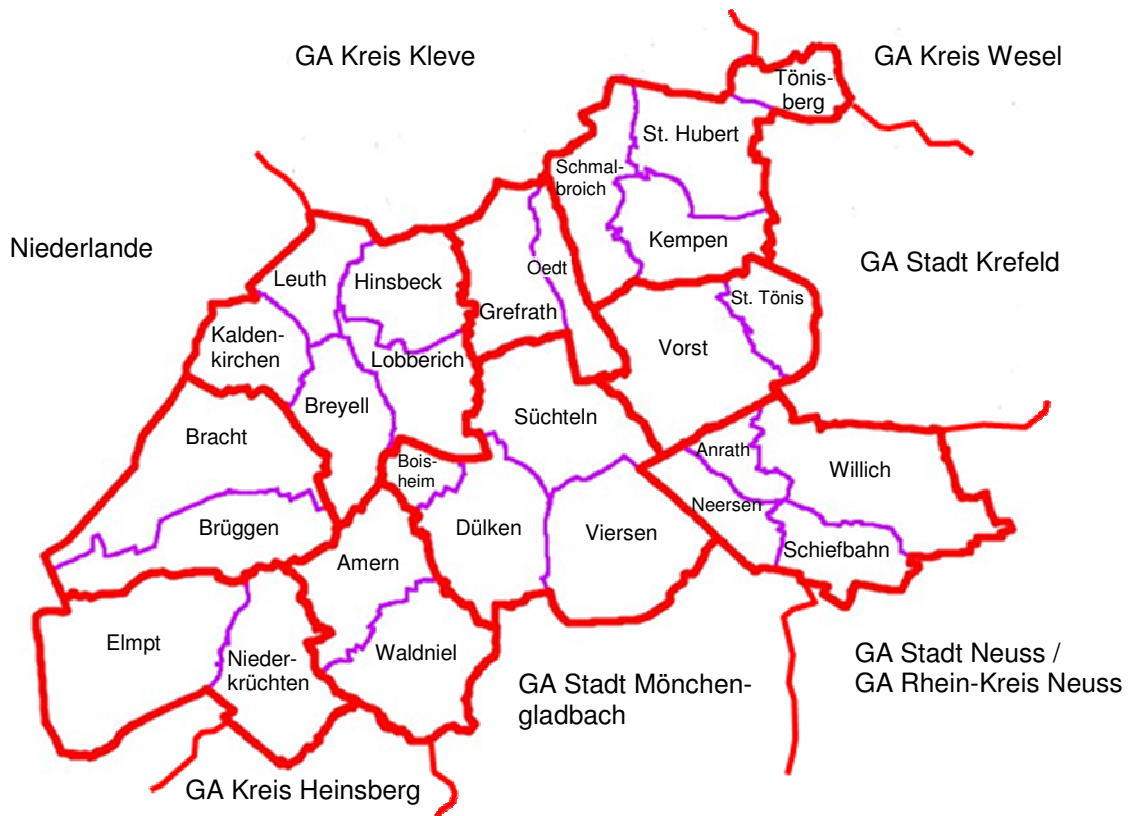 GA Kreis Kleve
GA Kreis Wesel
Tönis-
berg
St. Hubert
Schmal-
broich
Kempen
Niederlande
GA Stadt Krefeld
Leuth
Hinsbeck
Oedt
St. Tönis
Grefrath
Kalden-
kirchen
Vorst
Lobberich
Breyell
Süchteln
Bracht
Anrath
Willich
Bois-
heim
Neersen
Brüggen
Dülken
Viersen
Schiefbahn
Amern
Elmpt
Nieder-
krüchten
Waldniel
GA Stadt Neuss /
GA Rhein-Kreis Neuss
GA Stadt Mönchen-
gladbach
GA Kreis Heinsberg